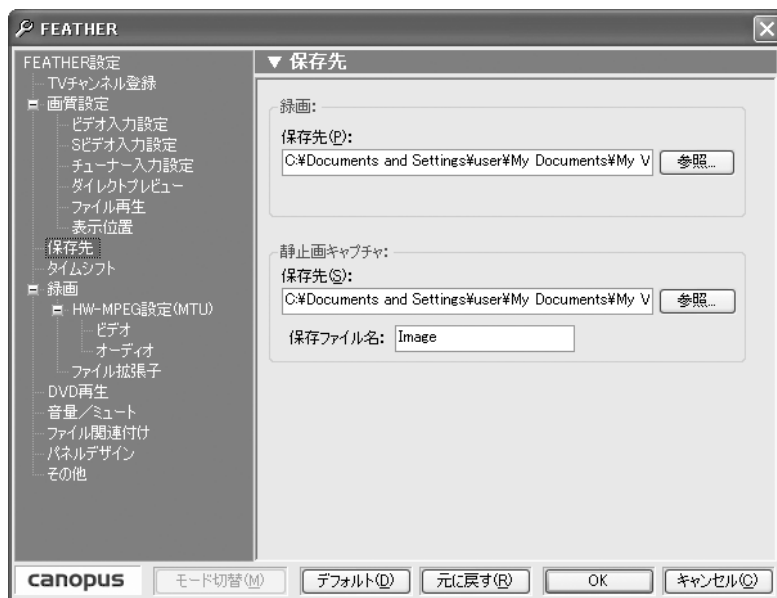 FEATHER
FEATHER設定
TVチャンネル登録
画質設定
ビデオ入力設定
Sビデオ入力設定
チューナー入力設定
ダイレクトプレビュー
ファイル再生
表示位置
保存先
タイムシフト
録画
HW-MPEG設定(MTU)
ビデオ
オーディオ
ファイル拡張子
DVD再生
音量／ミュート
ファイル関連付け
パネルデザイン
その他
▼ 保存先
録画:
保存先(P):
C:¥Documents and Settings¥user¥My Documents¥My V 参照...
静止画キャプチャ:
保存先(S):
C:¥Documents and Settings¥user¥My Documents¥My V 参照...
保存ファイル名: Image
canopus モード切替(M) デフォルト(D) 元に戻す(R) OK キャンセル(C)